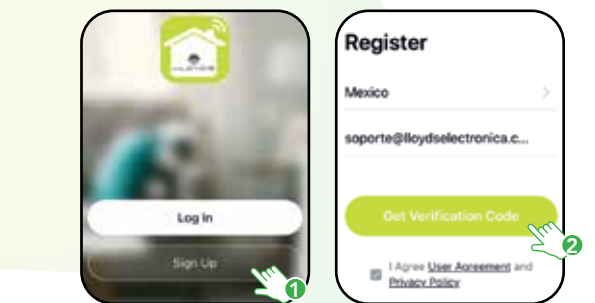 Log In
Sign Up
1
Register
Mexico
soporte@lloydselectronica.c...
Get Verification Code
2
I Agree User Agreement and
Privacy Policy